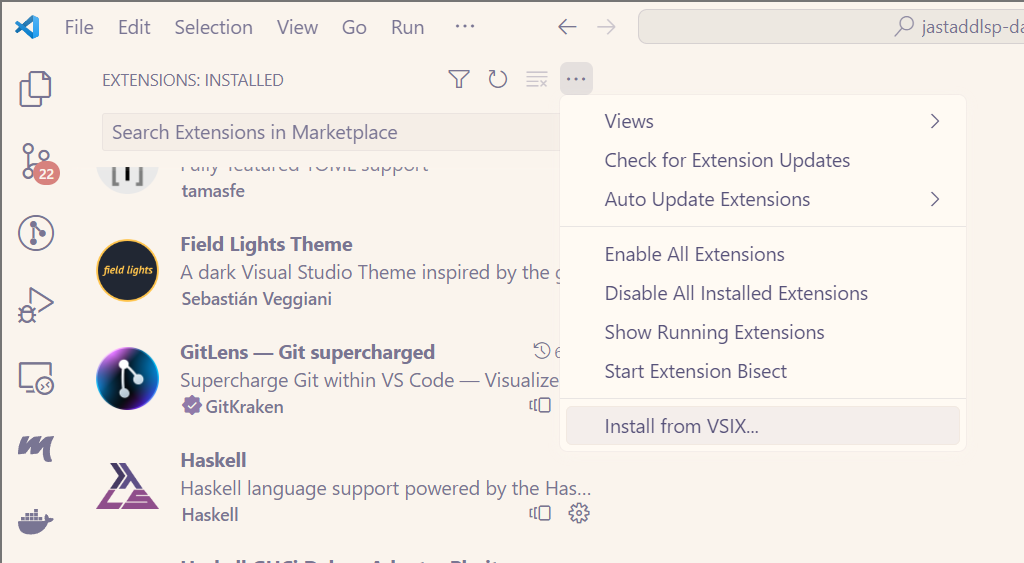 File Edit Selection View Go Run ···
jastaddlsp-da
EXTENSIONS: INSTALLED
Search Extensions in Marketplace
Fully-featured TOML support
tamasfe
22
Field Lights Theme
field lights
A dark Visual Studio Theme inspired by the g
Sebastián Veggiani
GitLens — Git supercharged
Supercharge Git within VS Code — Visualize
GitKraken
Haskell
Haskell language support powered by the Has...
Haskell
Views
Check for Extension Updates
Auto Update Extensions
Enable All Extensions
Disable All Installed Extensions
Show Running Extensions
Start Extension Bisect
Install from VSIX...